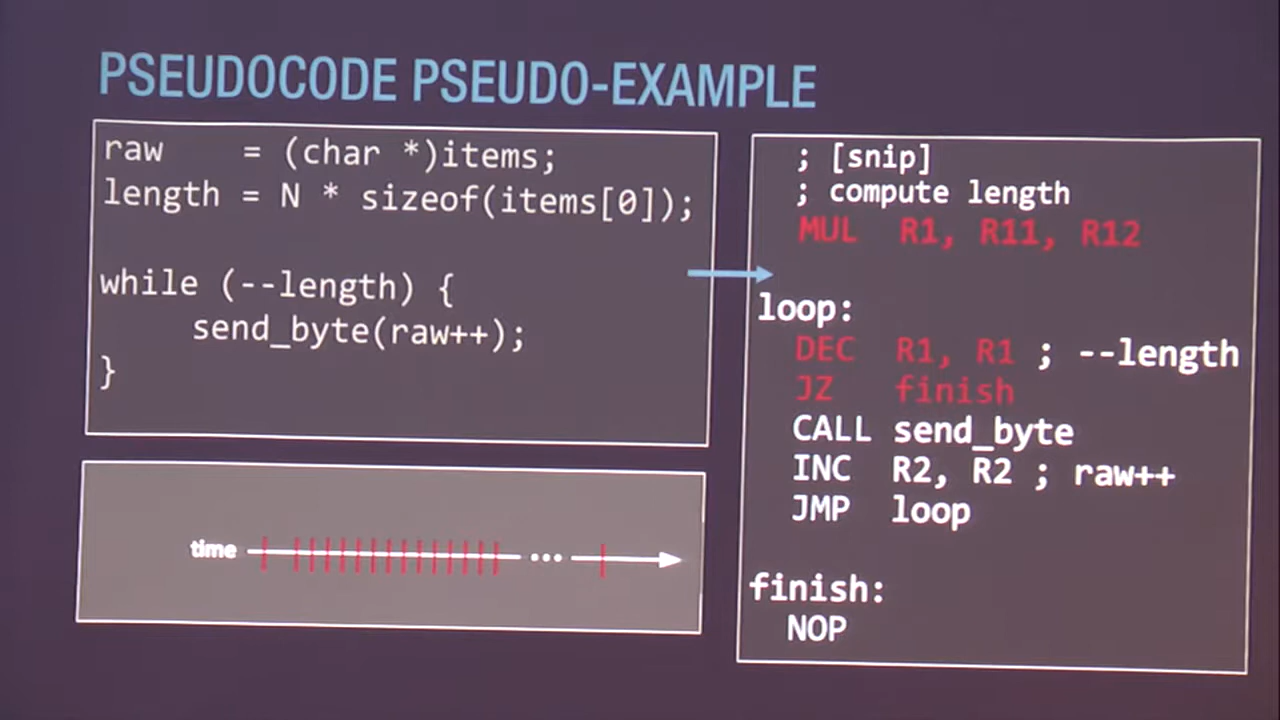 PSEUDOCODE PSEUDO-EXAMPLE
raw    = (char *)items;
length = N * sizeof(items[0]);
while (--length) {
send_byte(raw++);
}
time
...
; [snip]
; compute length
MUL  R1, R11, R12
loop:
DEC  R1, R1 ; --length
JZ   finish
CALL send_byte
INC  R2, R2 ; raw++
JMP  loop
finish:
NOP